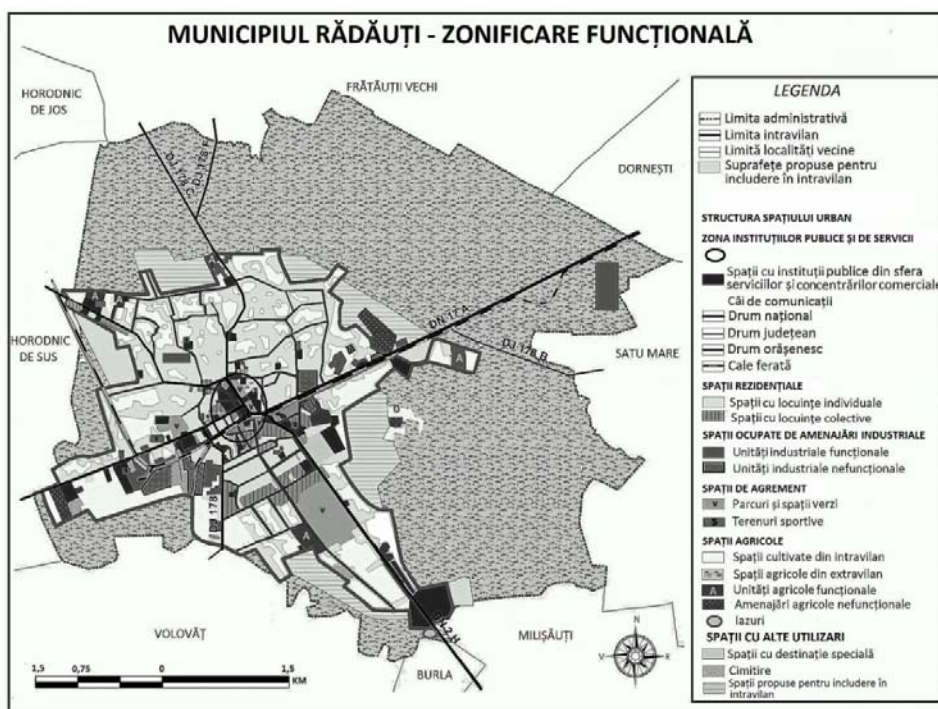 MUNICIPIUL RĂDĂUȚI - ZONIFICARE FUNCȚIONALĂ
HORODNIC
DE JOS
FRĂTĂUȚII VECHI
DORNEȘTI
HORODNIC
DE SUS
SATU MARE
VOLOVĂȚ
MILIȘĂUȚI
BURLA
DJ 178 C
DJ 178 F
DN 17 A
DJ 178 B
DJ 178
A
A
A
A
V
D
N
V
E
S
1,5
0,75
0
1,5
KM
LEGENDA
Limita administrativă
Limita intravilan
Limită localități vecine
Suprafețe propuse pentru
includere în intravilan
STRUCTURA SPAȚIULUI URBAN
ZONA INSTITUȚIILOR PUBLICE ȘI DE SERVICII
Spații cu instituții publice din sfera
serviciilor și concentrărilor comerciale
Căi de comunicații
Drum național
Drum județean
Drum orășenesc
Cale ferată
SPAȚII REZIDENȚIALE
Spații cu locuințe individuale
Spații cu locuințe colective
SPAȚII OCUPATE DE AMENAJĂRI INDUSTRIALE
Unități industriale funcționale
Unități industriale nefuncționale
SPAȚII DE AGREMENT
V
Parcuri și spații verzi
S
Terenuri sportive
SPAȚII AGRICOLE
Spații cultivate din intravilan
Spații agricole din extravilan
A
Unități agricole funcționale
Amenajări agricole nefuncționale
Iazuri
SPAȚII CU ALTE UTILIZARI
Spații cu destinație specială
Cimitire
Spații propuse pentru includere în
intravilan